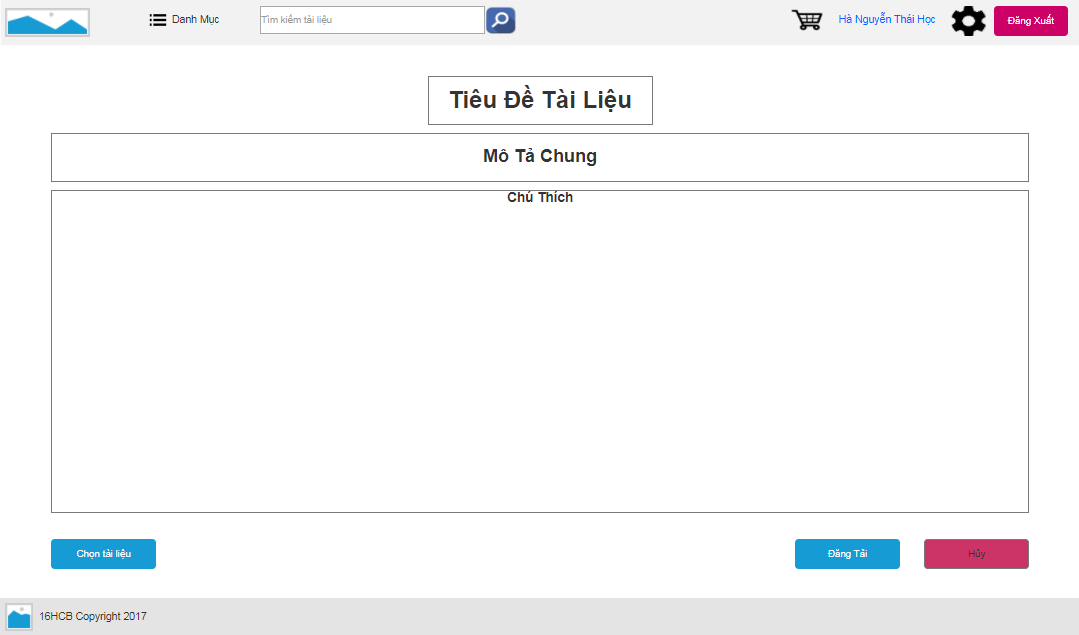 Danh Mục
Tìm kiếm tài liệu
Hà Nguyễn Thái Học
Đăng Xuất
Tiêu Đề Tài Liệu
Mô Tả Chung
Chú Thích
Chọn tài liệu
Đăng Tải
Hủy
16HCB Copyright 2017